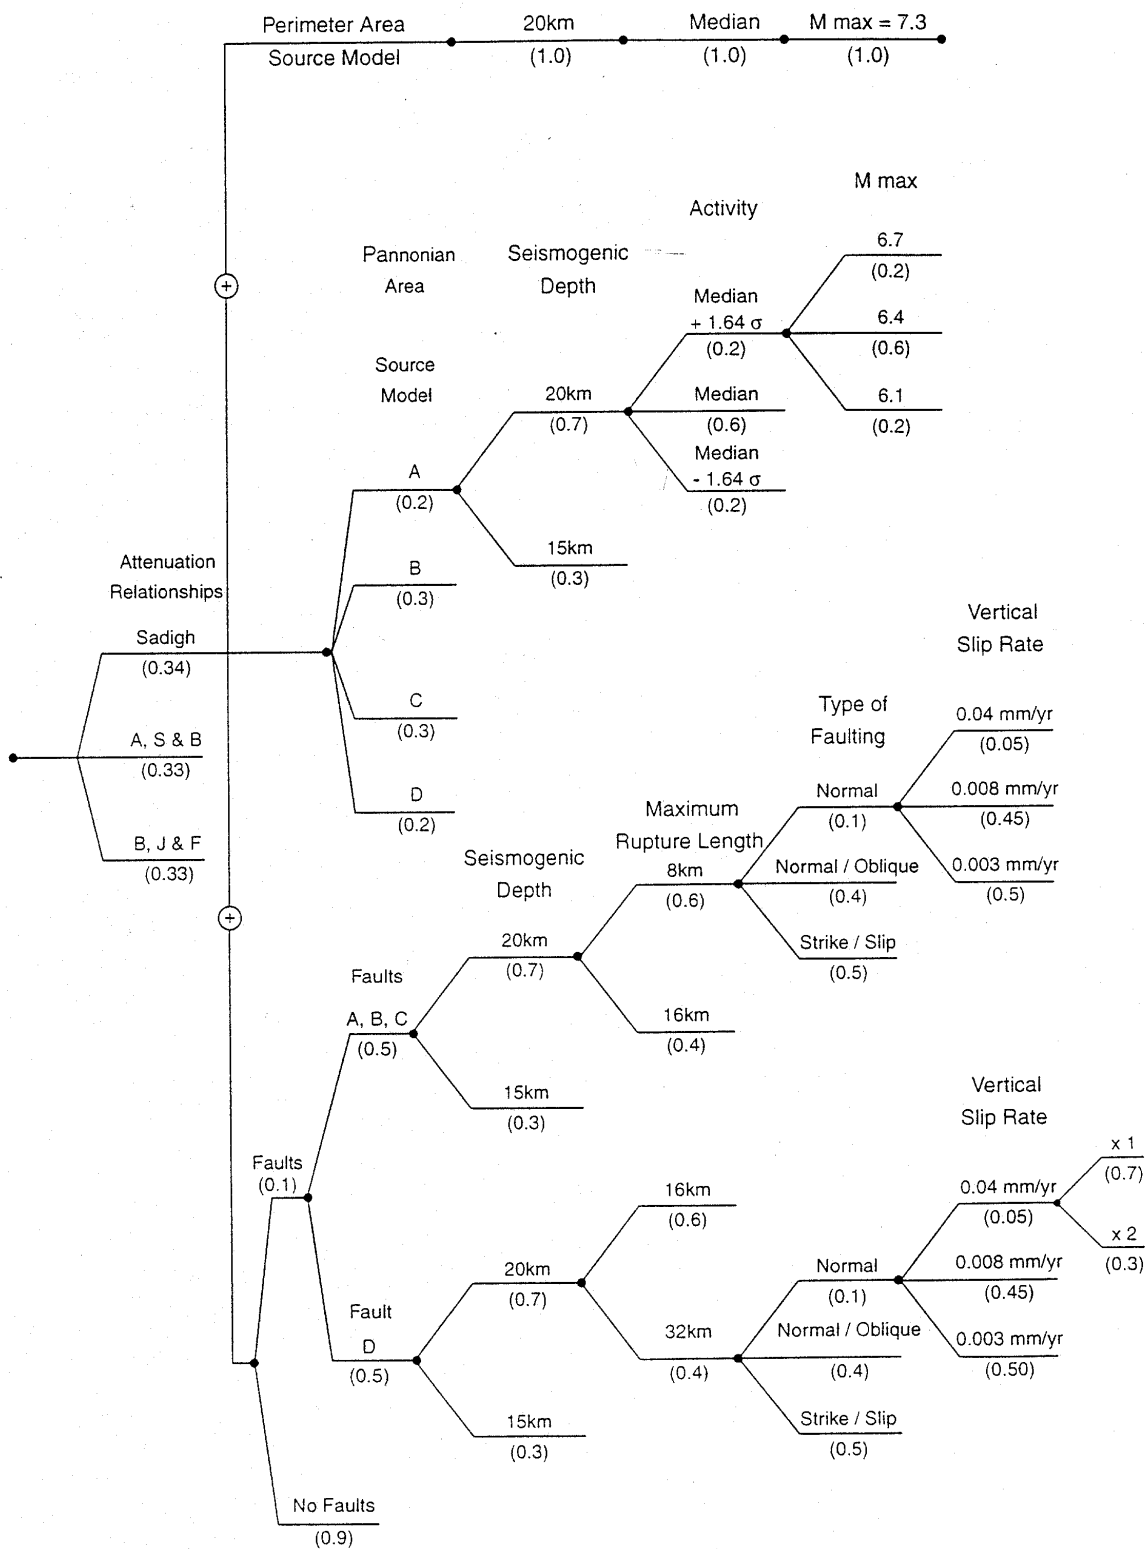 Perimeter Area
Source Model
20km
(1.0)
Median
(1.0)
M max = 7.3
(1.0)
M max
Activity
Pannonian
Area
Seismogenic
Depth
Source
Model
6.7
(0.2)
6.4
(0.6)
6.1
(0.2)
Median
+ 1.64 σ
(0.2)
Median
(0.6)
Median
- 1.64 σ
(0.2)
20km
(0.7)
15km
(0.3)
A
(0.2)
B
(0.3)
C
(0.3)
D
(0.2)
Attenuation
Relationships
Sadigh
(0.34)
A, S & B
(0.33)
B, J & F
(0.33)
+
+
Vertical
Slip Rate
Type of
Faulting
Maximum
Rupture Length
Seismogenic
Depth
0.04 mm/yr
(0.05)
0.008 mm/yr
(0.45)
0.003 mm/yr
(0.5)
Normal
(0.1)
Normal / Oblique
(0.4)
Strike / Slip
(0.5)
8km
(0.6)
16km
(0.4)
20km
(0.7)
15km
(0.3)
Faults
A, B, C
(0.5)
Faults
(0.1)
Fault
D
(0.5)
No Faults
(0.9)
20km
(0.7)
15km
(0.3)
16km
(0.6)
32km
(0.4)
Normal
(0.1)
Normal / Oblique
(0.4)
Strike / Slip
(0.5)
Vertical
Slip Rate
0.04 mm/yr
(0.05)
0.008 mm/yr
(0.45)
0.003 mm/yr
(0.50)
x 1
(0.7)
x 2
(0.3)